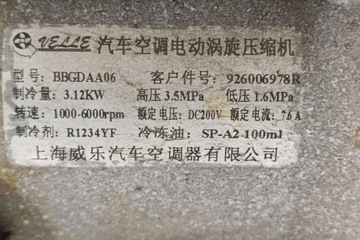 VELLE 汽车空调电动涡旋压缩机
型号: BBGDAA06 客户件号: 926006978R
制冷量: 3.12KW 高压3.5MPa 低压1.6MPa
转速: 1000-6000rpm 额定电压: DC200V 额定电流: 7.6A
制冷剂: R1234YF 冷冻油: SP-A2 100ml
上海威乐汽车空调器有限公司